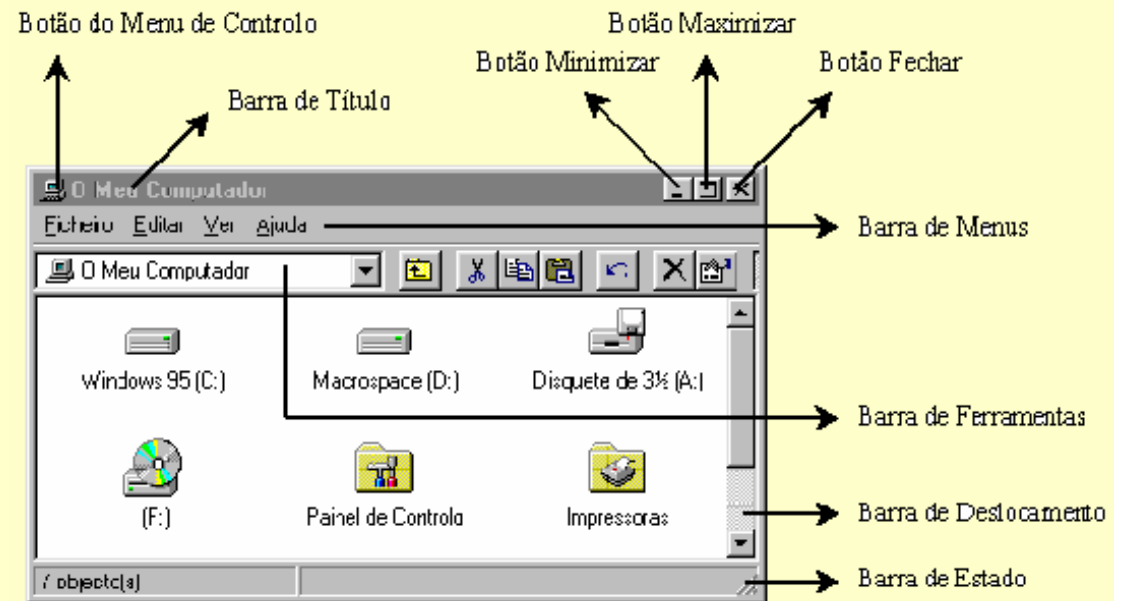 Botão do Menu de Controlo
Botão Maximizar
Botão Minimizar
Botão Fechar
Barra de Título
O Meu Computador
Ficheiro Editar Ver Ajuda
Barra de Menus
O Meu Computador
Windows 95 (C:)
Macrospace (D:)
Disquete de 3½ (A:)
Barra de Ferramentas
(F:)
Painel de Controlo
Impressoras
Barra de Deslocamento
7 objecto(s)
Barra de Estado